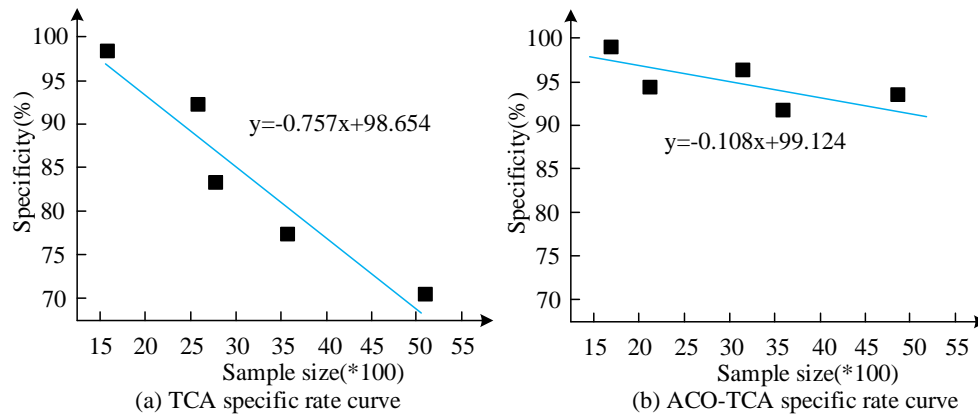 100
95
90
85
80
75
70
Specificity(%)
y=-0.757x+98.654
15 20 25 30 35 40 45 50 55
Sample size(*100)
(a) TCA specific rate curve
100
95
90
85
80
75
70
Specificity(%)
y=-0.108x+99.124
15 20 25 30 35 40 45 50 55
Sample size(*100)
(b) ACO-TCA specific rate curve